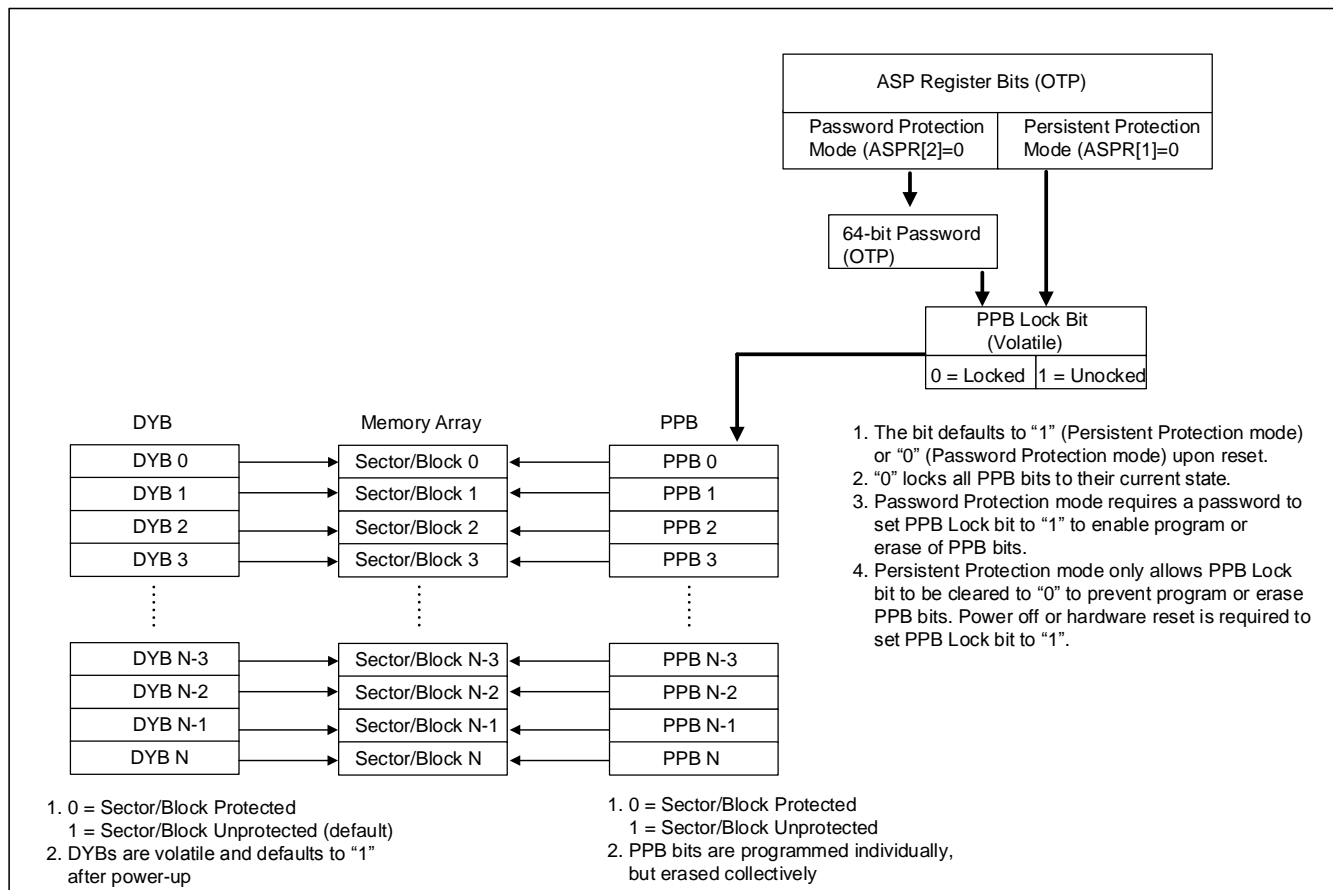 ASP Register Bits (OTP)
Password Protection
Mode (ASPR[2]=0
Persistent Protection
Mode (ASPR[1]=0
64-bit Password
(OTP)
PPB Lock Bit
(Volatile)
0 = Locked
1 = Unocked
1. The bit defaults to “1” (Persistent Protection mode)
or “0” (Password Protection mode) upon reset.
2. “0” locks all PPB bits to their current state.
3. Password Protection mode requires a password to
set PPB Lock bit to “1” to enable program or
erase of PPB bits.
4. Persistent Protection mode only allows PPB Lock
bit to be cleared to “0” to prevent program or erase
PPB bits. Power off or hardware reset is required to
set PPB Lock bit to “1”.
DYB
Memory Array
PPB
DYB 0
Sector/Block 0
PPB 0
DYB 1
Sector/Block 1
PPB 1
DYB 2
Sector/Block 2
PPB 2
DYB 3
Sector/Block 3
PPB 3
DYB N-3
Sector/Block N-3
PPB N-3
DYB N-2
Sector/Block N-2
PPB N-2
DYB N-1
Sector/Block N-1
PPB N-1
DYB N
Sector/Block N
PPB N
1. 0 = Sector/Block Protected
1 = Sector/Block Unprotected (default)
2. DYBs are volatile and defaults to “1”
after power-up
1. 0 = Sector/Block Protected
1 = Sector/Block Unprotected
2. PPB bits are programmed individually,
but erased collectively